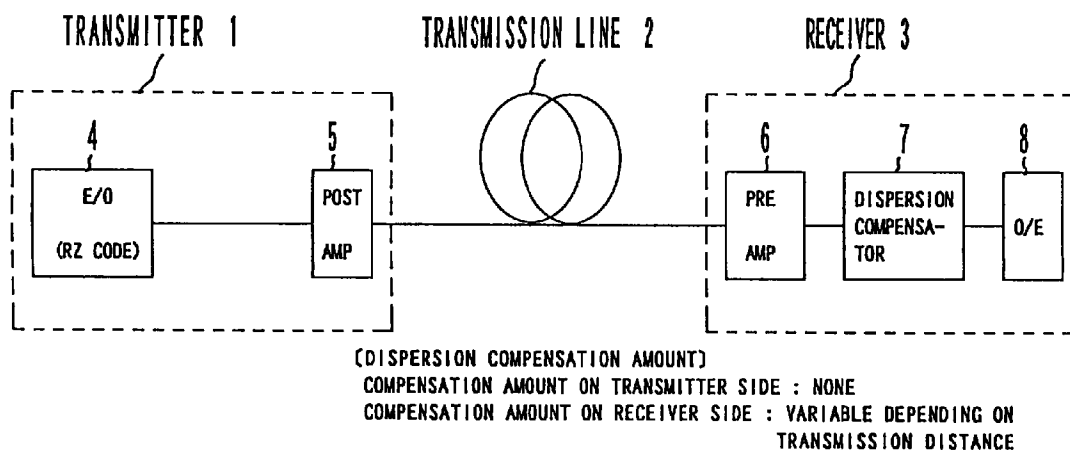 TRANSMITTER 1
TRANSMISSION LINE 2
RECEIVER 3
4
E/O
(RZ CODE)
5
POST
AMP
6
PRE
AMP
7
DISPERSION
COMPENSA-
TOR
8
O/E
(DISPERSION COMPENSATION AMOUNT)
COMPENSATION AMOUNT ON TRANSMITTER SIDE : NONE
COMPENSATION AMOUNT ON RECEIVER SIDE : VARIABLE DEPENDING ON
TRANSMISSION DISTANCE